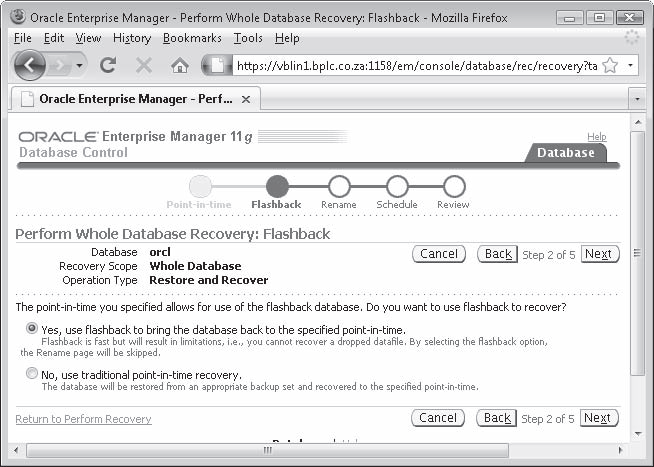 Oracle Enterprise Manager - Perform Whole Database Recovery: Flashback - Mozilla Firefox
File Edit View History Bookmarks Tools Help
https://vblin1.bplc.co.za:1158/em/console/database/rec/recovery?ta
Oracle Enterprise Manager - Perf...
ORACLE Enterprise Manager 11g
Help
Database Control
Database
Point-in-time Flashback Rename Schedule Review
Perform Whole Database Recovery: Flashback
Database orcl
Recovery Scope Whole Database
Operation Type Restore and Recover
Cancel Back Step 2 of 5 Next
The point-in-time you specified allows for use of the flashback database. Do you want to use flashback to recover?
Yes, use flashback to bring the database back to the specified point-in-time.
Flashback is fast but will result in limitations, i.e., you cannot recover a dropped datafile. By selecting the flashback option,
the Rename page will be skipped.
No, use traditional point-in-time recovery.
The database will be restored from an appropriate backup set and recovered to the specified point-in-time.
Return to Perform Recovery
Cancel Back Step 2 of 5 Next